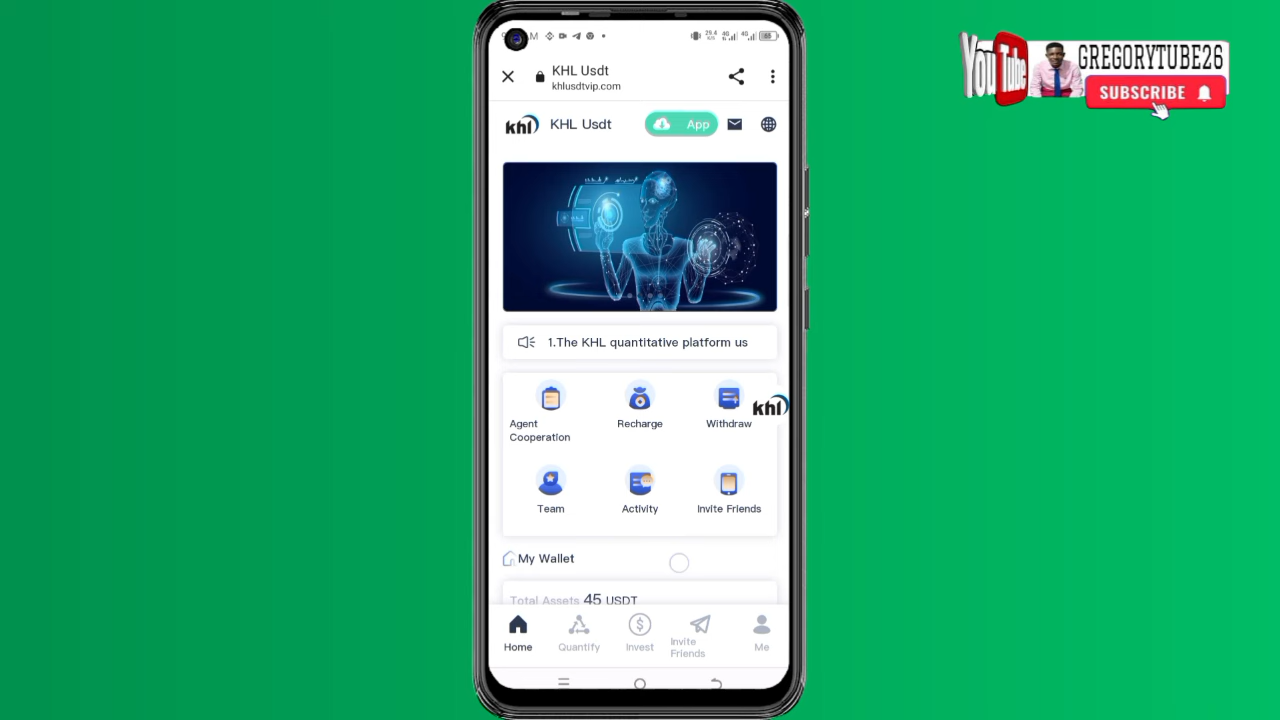 YouTube
GREGORYTUBE26
SUBSCRIBE
KHL Usdt
khlusdtvip.com
khl
KHL Usdt
App
1.The KHL quantitative platform us
Agent
Cooperation
Recharge
Withdraw
khl
Team
Activity
Invite Friends
My Wallet
Total Assets 45 USDT
Home
Quantify
Invest
Invite
Friends
Me